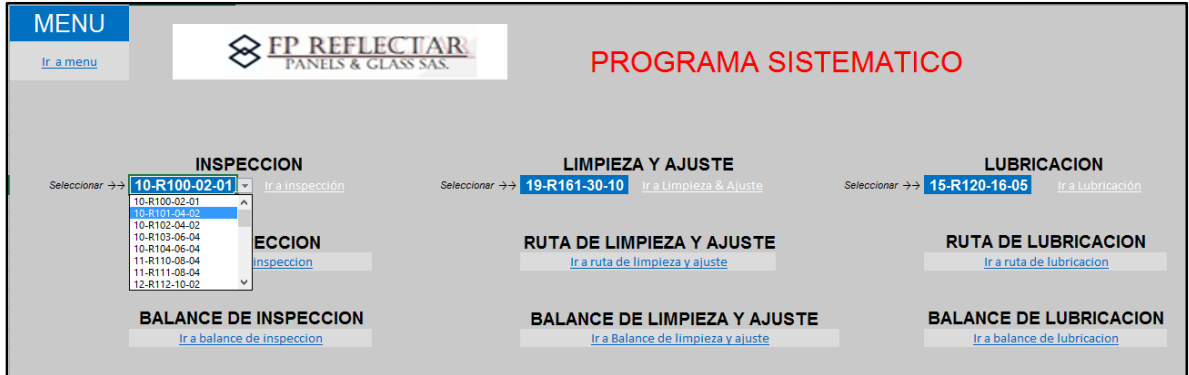 MENU
Ir a menu
FP REFLECTAR
PANELS & GLASS SAS.
PROGRAMA SISTEMATICO
INSPECCION
Seleccionar →→ 10-R100-02-01 Ir a inspección
10-R100-02-01
10-R101-04-02
10-R102-04-02
10-R103-06-04
10-R104-06-04
11-R110-08-04
11-R111-08-04
12-R112-10-02
LIMPIEZA Y AJUSTE
Seleccionar →→ 19-R161-30-10 Ir a Limpieza & Ajuste
LUBRICACION
Seleccionar →→ 15-R120-16-05 Ir a Lubricación
ECCION
inspeccion
RUTA DE LIMPIEZA Y AJUSTE
Ir a ruta de limpieza y ajuste
RUTA DE LUBRICACION
Ir a ruta de lubricacion
BALANCE DE INSPECCION
Ir a balance de inspeccion
BALANCE DE LIMPIEZA Y AJUSTE
Ir a Balance de limpieza y ajuste
BALANCE DE LUBRICACION
Ir a balance de lubricacion